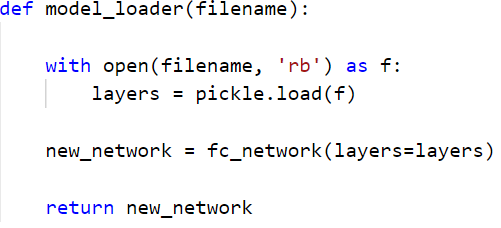 def model_loader(filename):
    with open(filename, 'rb') as f:
        layers = pickle.load(f)
    new_network = fc_network(layers=layers)
    return new_network